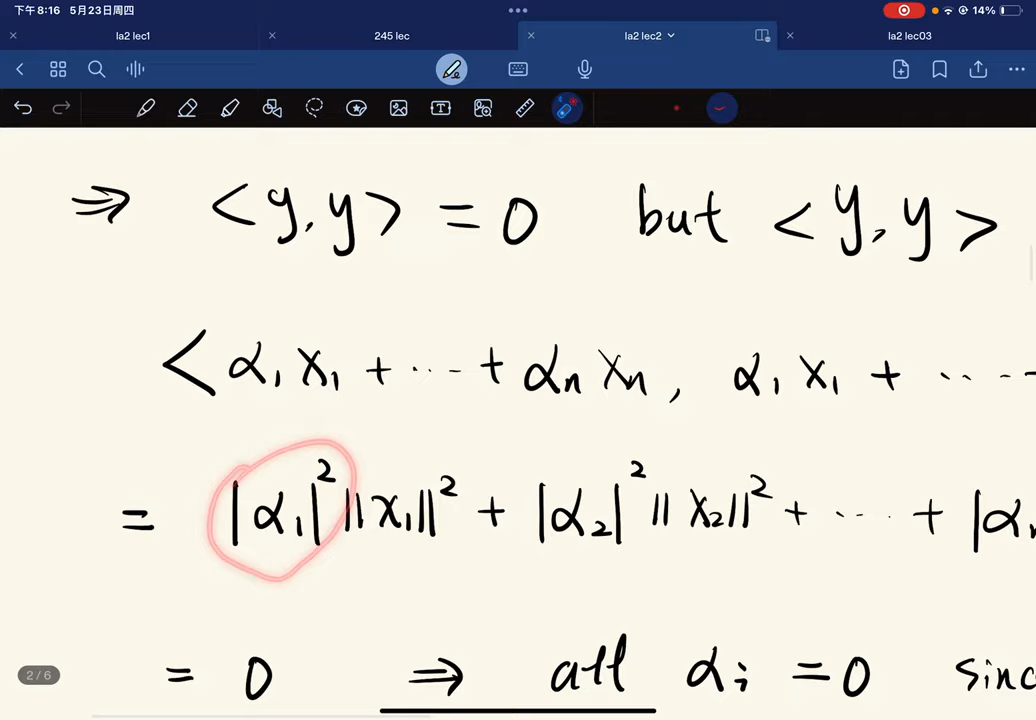 下午8:16 5月23日周四
14%
la2 lec1
245 lec
la2 lec2
la2 lec03
⇒ <y,y> = 0 but <y,y>
<α₁x₁ + ··· + αₙxₙ, α₁x₁ + ···
= |α₁|²||x₁||² + |α₂|²||x₂||² + ··· + |α
= 0 ⇒ all αᵢ = 0 sinc
2/6